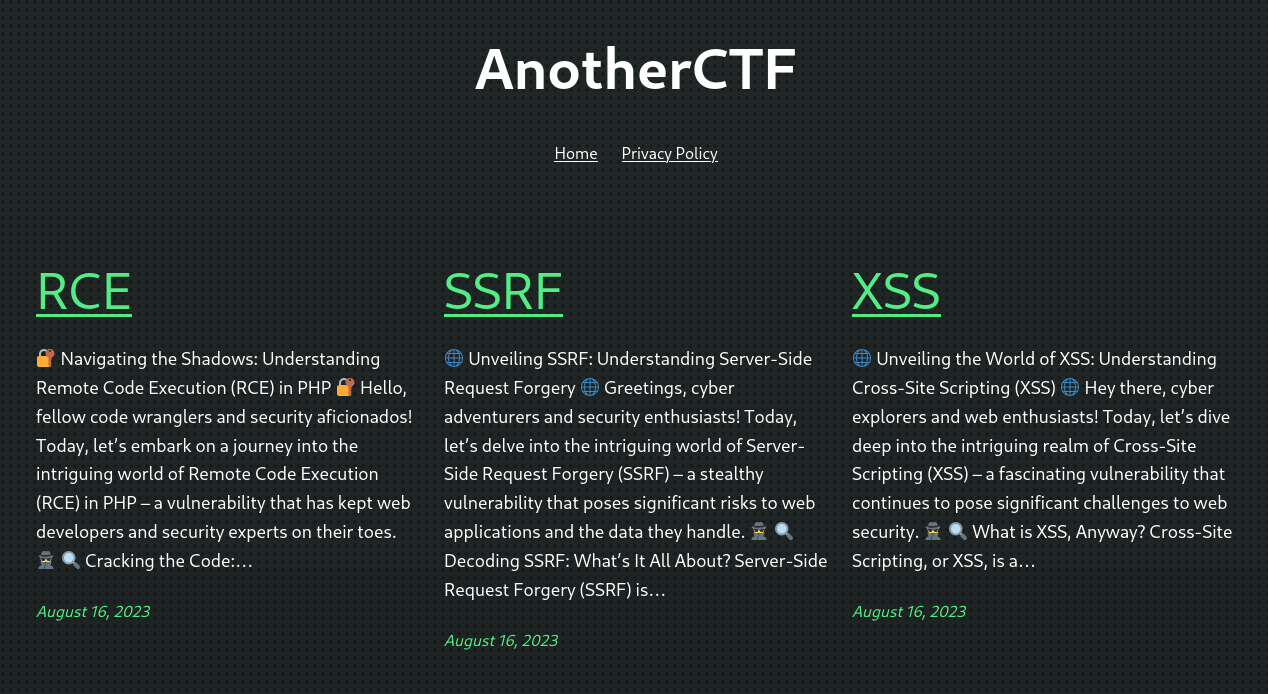 AnotherCTF
Home Privacy Policy
RCE
🔐 Navigating the Shadows: Understanding
Remote Code Execution (RCE) in PHP 🔐 Hello,
fellow code wranglers and security aficionados!
Today, let’s embark on a journey into the
intriguing world of Remote Code Execution
(RCE) in PHP – a vulnerability that has kept web
developers and security experts on their toes.
🕵️ 🔍 Cracking the Code:…
August 16, 2023
SSRF
🌐 Unveiling SSRF: Understanding Server-Side
Request Forgery 🌐 Greetings, cyber
adventurers and security enthusiasts! Today,
let’s delve into the intriguing world of Server-
Side Request Forgery (SSRF) – a stealthy
vulnerability that poses significant risks to web
applications and the data they handle. 🕵️ 🔍
Decoding SSRF: What’s It All About? Server-Side
Request Forgery (SSRF) is…
August 16, 2023
XSS
🌐 Unveiling the World of XSS: Understanding
Cross-Site Scripting (XSS) 🌐 Hey there, cyber
explorers and web enthusiasts! Today, let’s dive
deep into the intriguing realm of Cross-Site
Scripting (XSS) – a fascinating vulnerability that
continues to pose significant challenges to web
security. 🕵️ 🔍 What is XSS, Anyway? Cross-Site
Scripting, or XSS, is a…
August 16, 2023